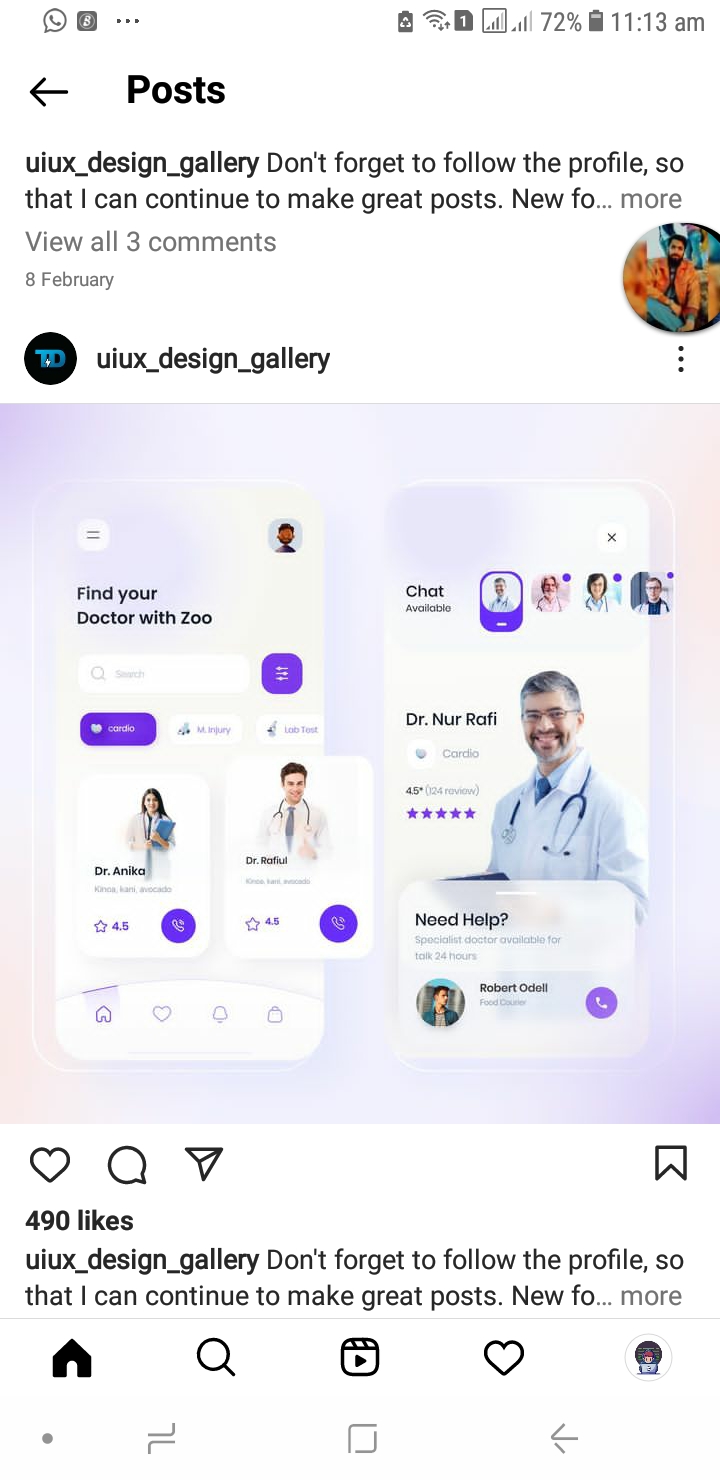 72% 11:13 am
Posts
uiux_design_gallery Don't forget to follow the profile, so
that I can continue to make great posts. New fo... more
View all 3 comments
8 February
TD uiux_design_gallery
Find your
Doctor with Zoo
Search
cardio M. Injury Lab Test
Dr. Anika
Kinoa, kani, avocado
4.5
Dr. Rafiul
Kinoa, kani, avocado
4.5
Chat
Available
Dr. Nur Rafi
Cardio
4.5* (124 review)
Need Help?
Specialist doctor available for
talk 24 hours
Robert Odell
Food Courier
490 likes
uiux_design_gallery Don't forget to follow the profile, so
that I can continue to make great posts. New fo... more